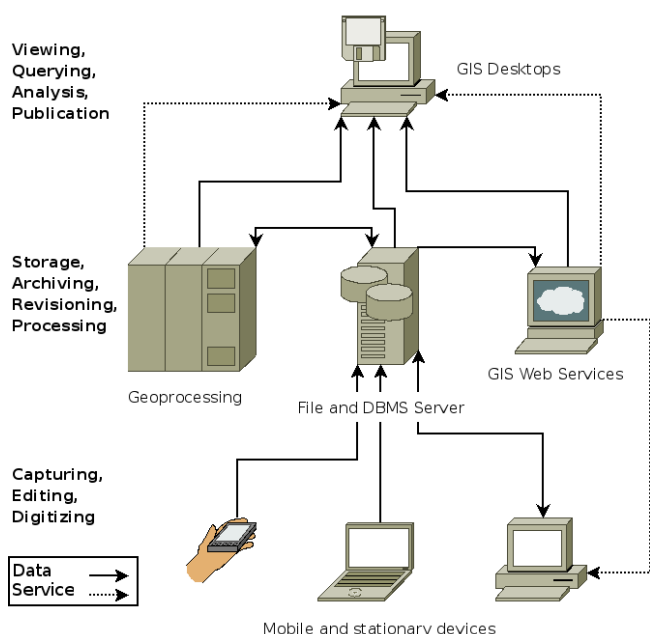 Viewing,
Querying,
Analysis,
Publication
GIS Desktops
Storage,
Archiving,
Revisioning,
Processing
Geoprocessing
File and DBMS Server
GIS Web Services
Capturing,
Editing,
Digitizing
Data
Service
Mobile and stationary devices